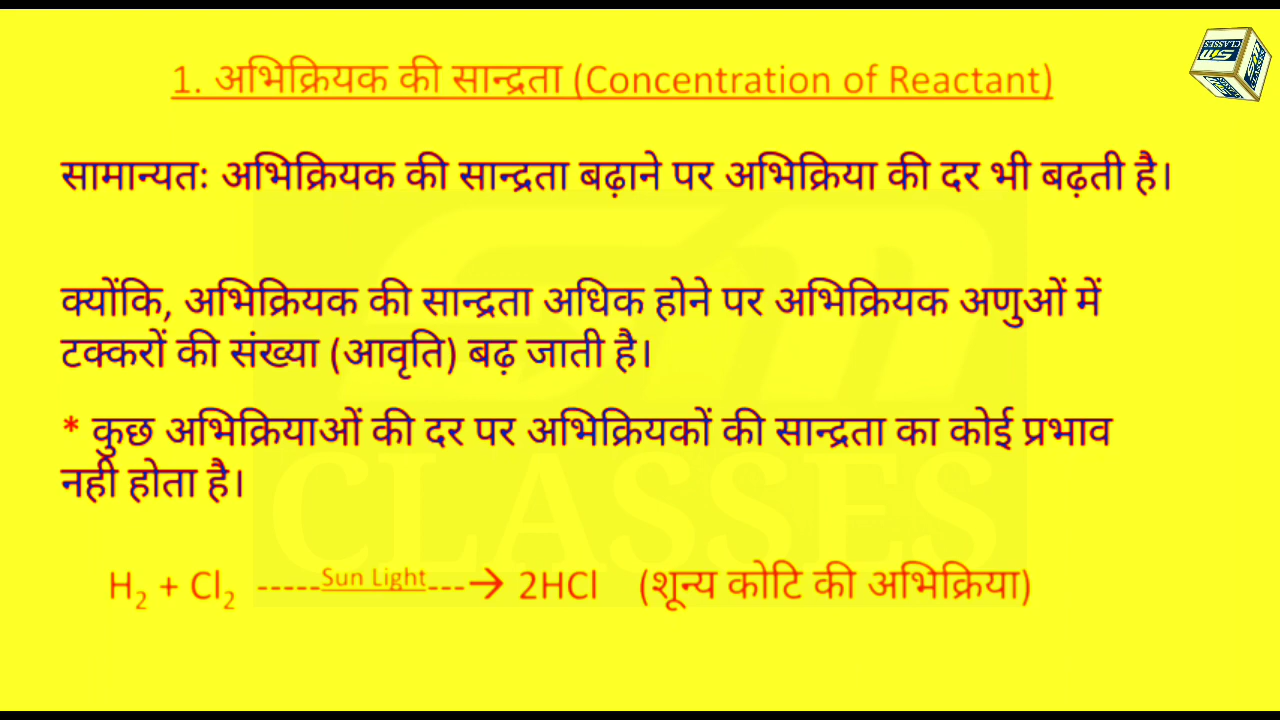 1. अभिक्रियक की सान्द्रता (Concentration of Reactant)
सामान्यतः अभिक्रियक की सान्द्रता बढ़ाने पर अभिक्रिया की दर भी बढ़ती है।
क्योंकि, अभिक्रियक की सान्द्रता अधिक होने पर अभिक्रियक अणुओं में
टक्करों की संख्या (आवृति) बढ़ जाती है।
* कुछ अभिक्रियाओं की दर पर अभिक्रियकों की सान्द्रता का कोई प्रभाव
नही होता है।
H₂ + Cl₂ -----Sun Light---→ 2HCl (शून्य कोटि की अभिक्रिया)
CLASSES